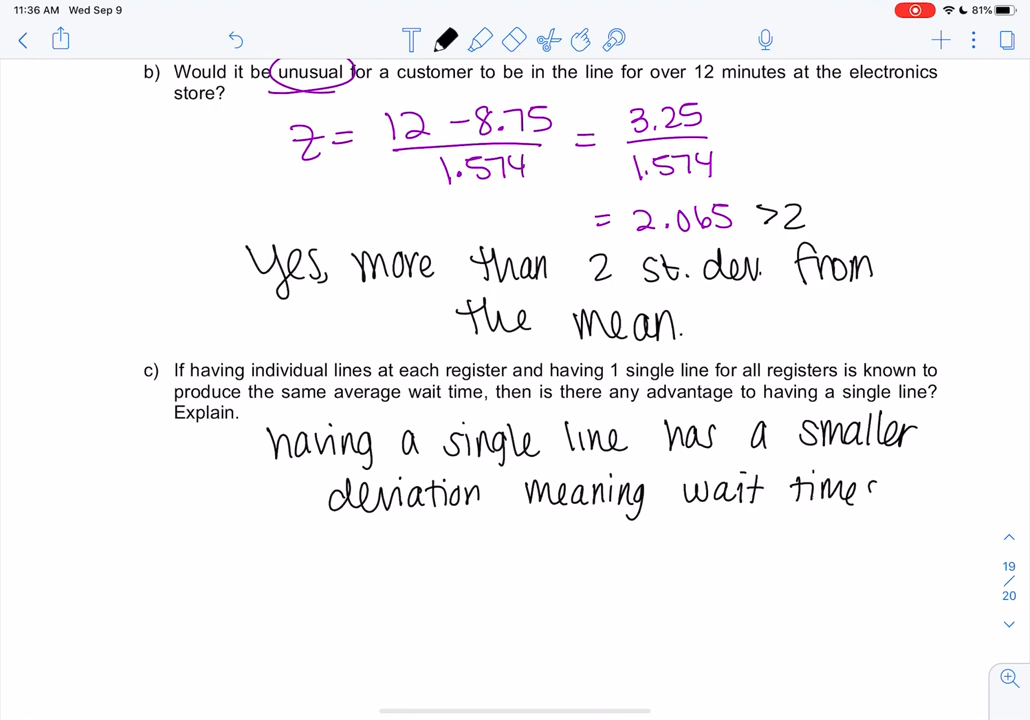 11:36 AM Wed Sep 9
81%
T
b) Would it be unusual for a customer to be in the line for over 12 minutes at the electronics
store?
z = 12 - 8.75 / 1.574 = 3.25 / 1.574
= 2.065 > 2
Yes, more than 2 st. dev. from
the mean.
c) If having individual lines at each register and having 1 single line for all registers is known to
produce the same average wait time, then is there any advantage to having a single line?
Explain.
having a single line has a smaller
deviation meaning wait times
19
/
20